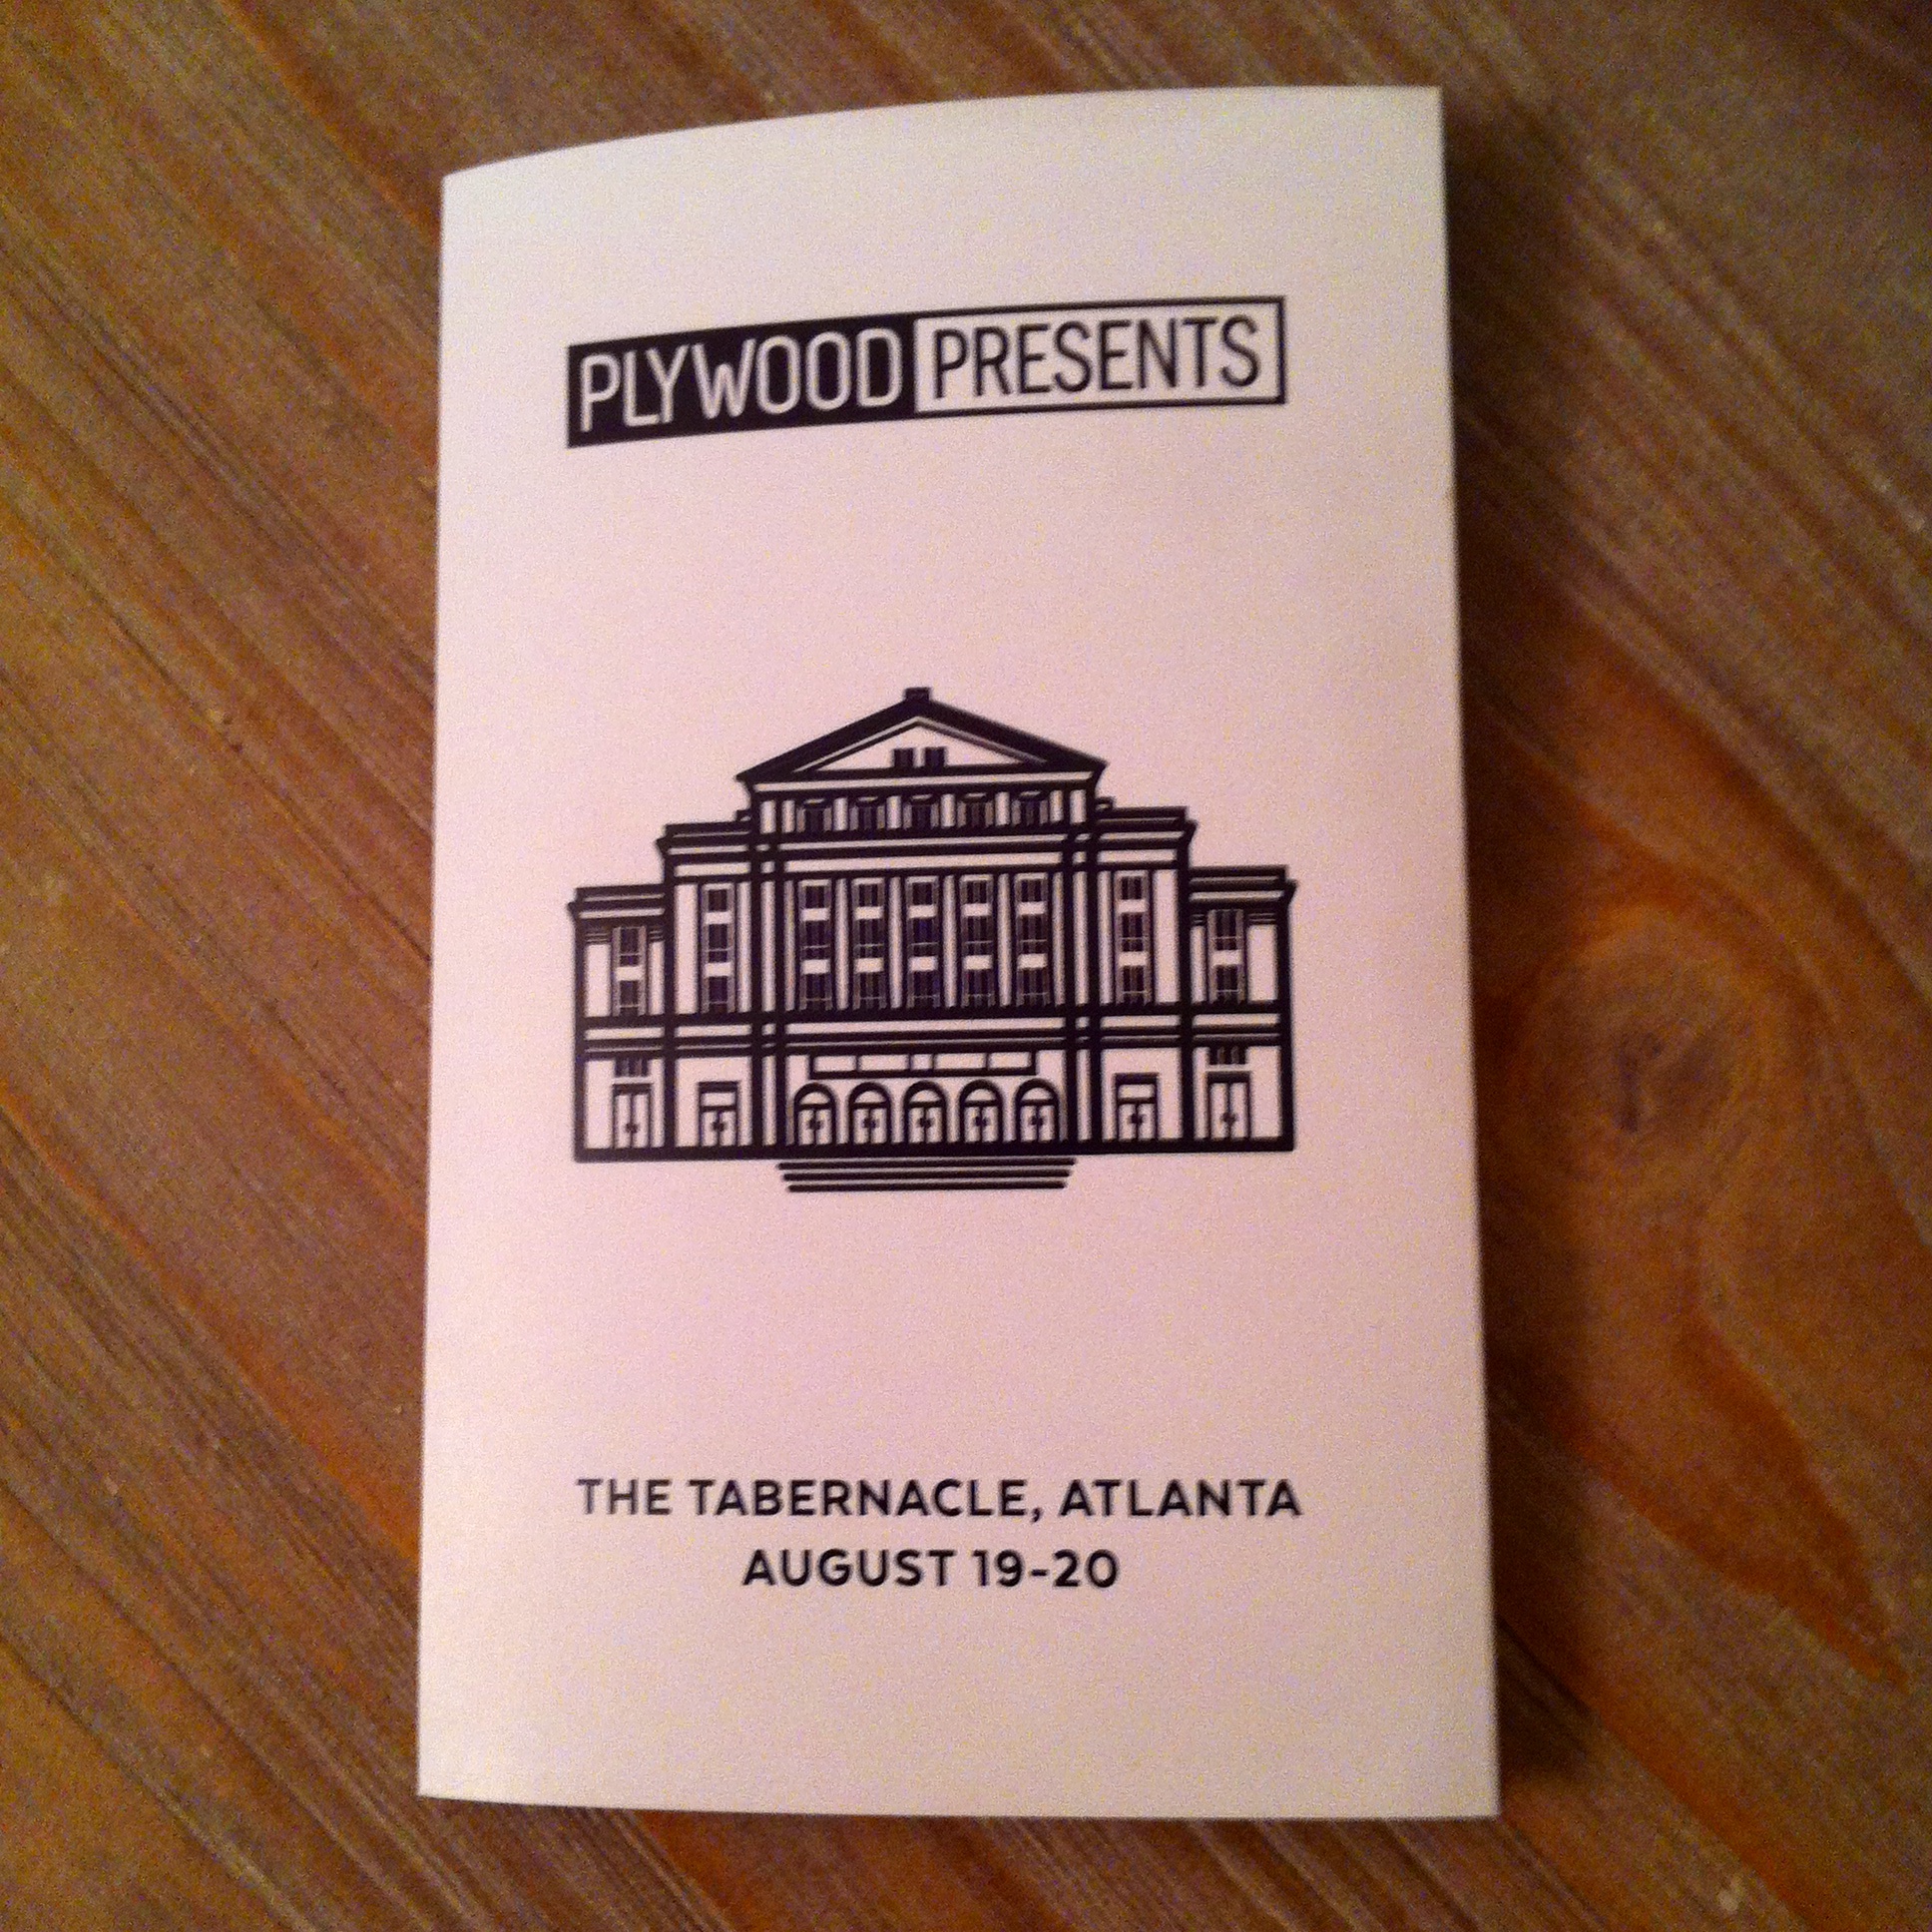 PLYWOOD PRESENTS
THE TABERNACLE, ATLANTA
AUGUST 19-20